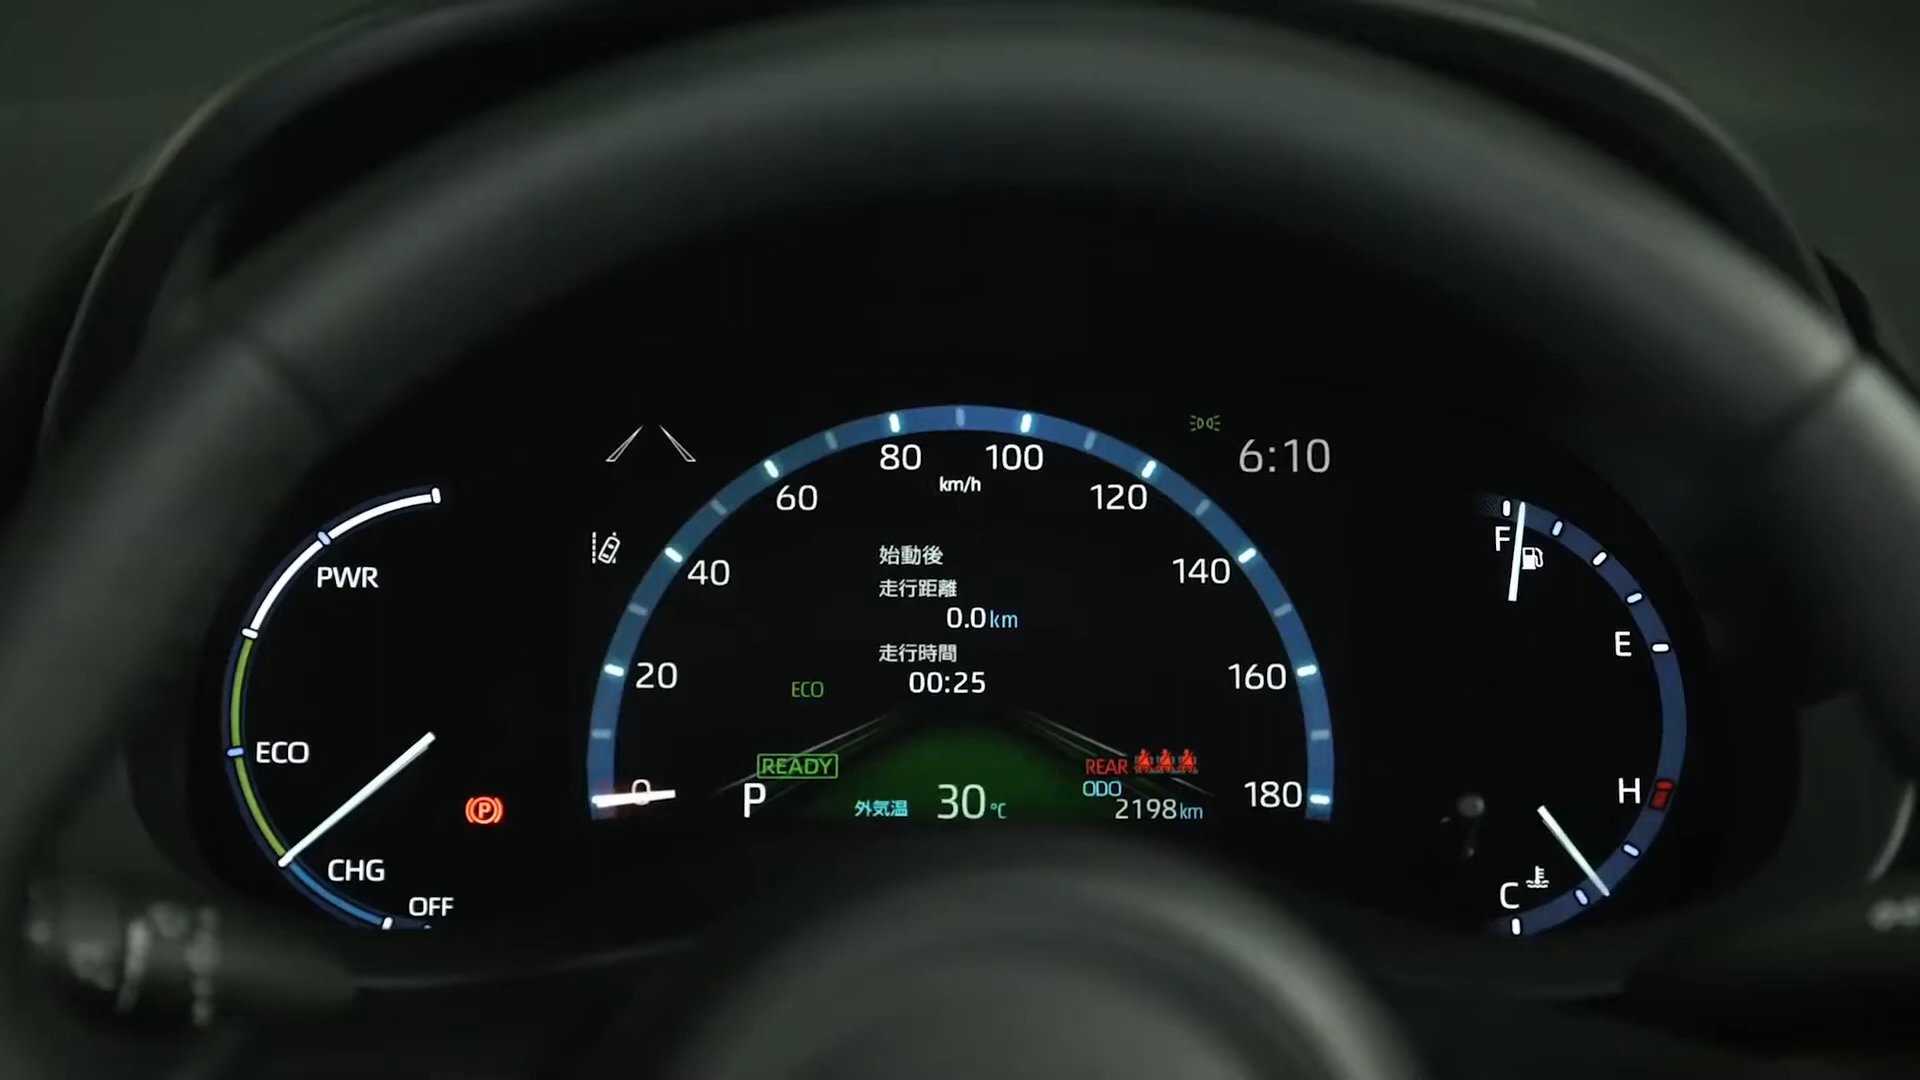 6:10
80
100
km/h
60
120
F
PWR
40
始動後
140
走行距離
0.0km
E
20
走行時間
160
ECO
00:25
ECO
READY
REAR
P
外気温
30℃
ODO
2198km
0
180
H
(P)
CHG
OFF
C